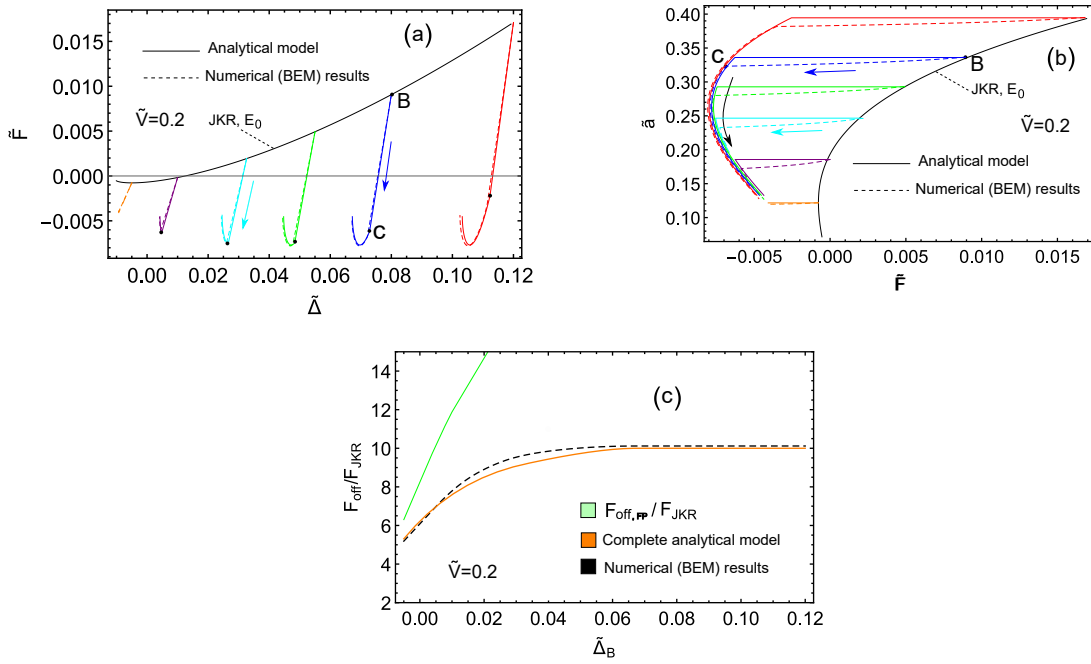 (a)
Analytical model
Numerical (BEM) results
Ṽ=0.2
JKR, E₀
B
C
F̃
0.015
0.010
0.005
0.000
−0.005
0.00 0.02 0.04 0.06 0.08 0.10 0.12
Δ̃
(b)
C
B
JKR, E₀
Ṽ=0.2
Analytical model
Numerical (BEM) results
ã
0.40
0.35
0.30
0.25
0.20
0.15
0.10
−0.005 0.000 0.005 0.010 0.015
F̃
(c)
F_off/F_JKR
14
12
10
8
6
4
2
F_off,FP / F_JKR
Complete analytical model
Numerical (BEM) results
Ṽ=0.2
0.00 0.02 0.04 0.06 0.08 0.10 0.12
Δ̃_B